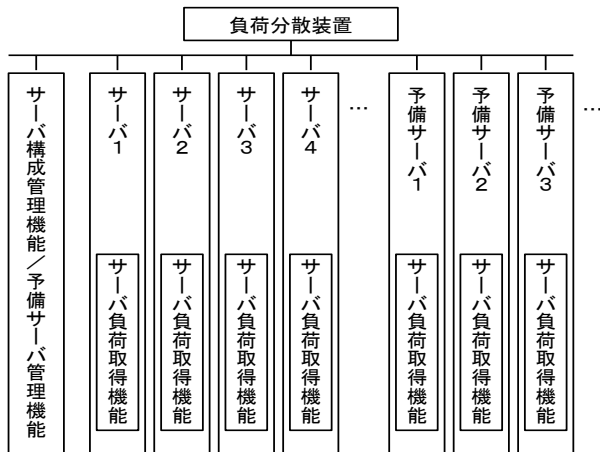 負荷分散装置
サーバ構成管理機能／予備サーバ管理機能
サーバ1
サーバ負荷取得機能
サーバ2
サーバ負荷取得機能
サーバ3
サーバ負荷取得機能
サーバ4
サーバ負荷取得機能
…
予備サーバ1
サーバ負荷取得機能
予備サーバ2
サーバ負荷取得機能
予備サーバ3
サーバ負荷取得機能
…